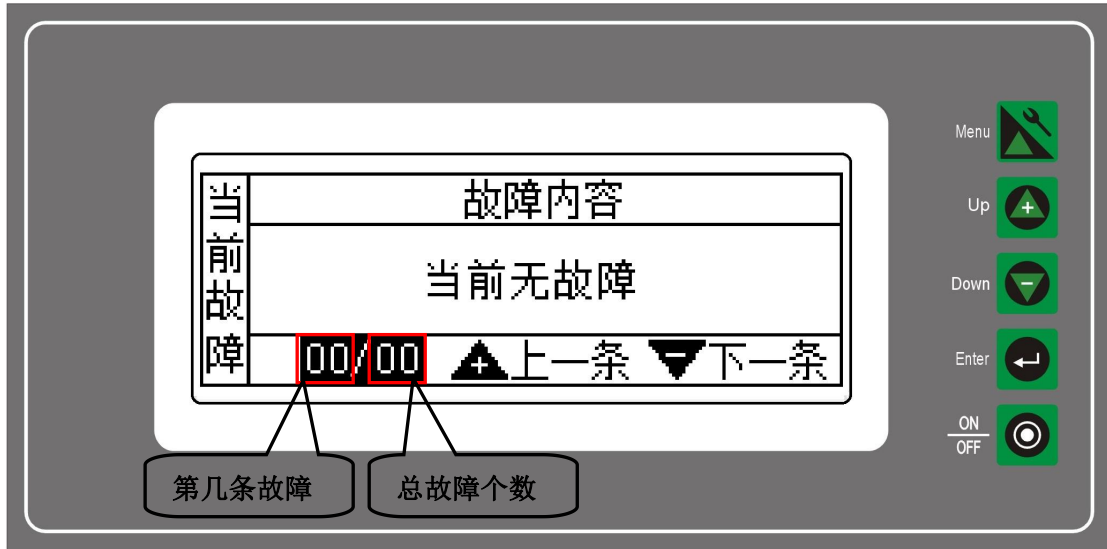 当前故障
故障内容
当前无故障
00/00 上一条 下一条
第几条故障
总故障个数
Menu
Up
Down
Enter
ON
OFF